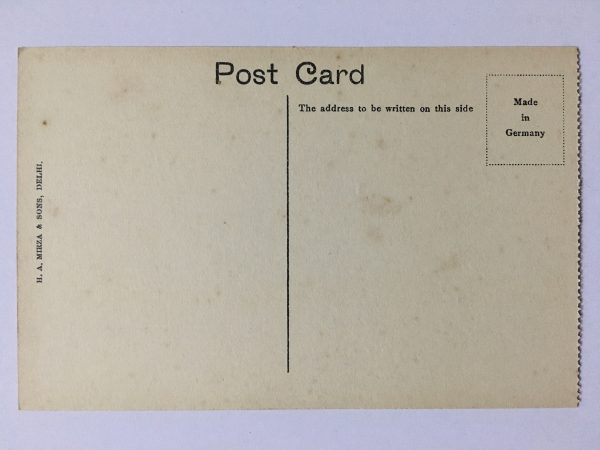 Post Card
The address to be written on this side
Made
in
Germany
H. A. MIRZA & SONS, DELHI.